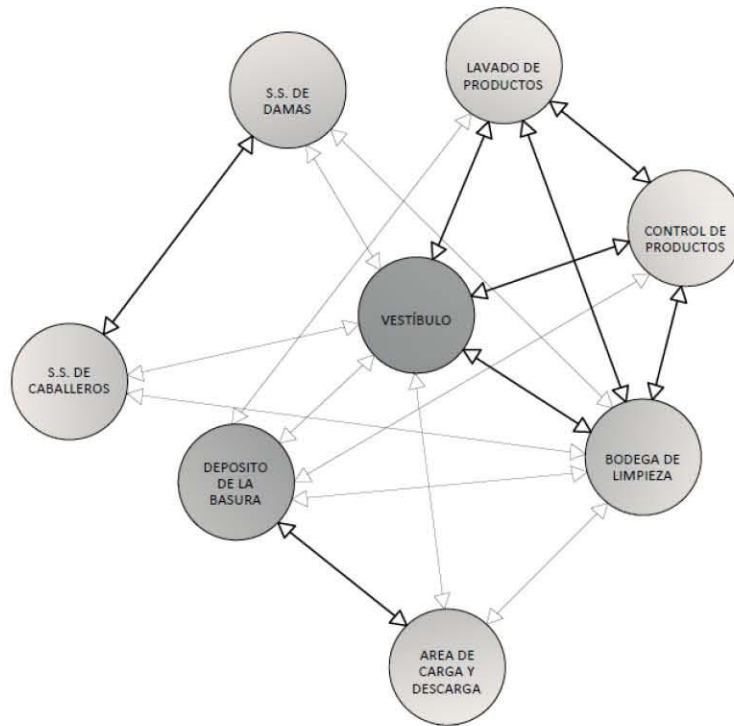 LAVADO DE
PRODUCTOS
S.S. DE
DAMAS
CONTROL DE
PRODUCTOS
VESTÍBULO
S.S. DE
CABALLEROS
DEPOSITO
DE LA
BASURA
BODEGA DE
LIMPIEZA
AREA DE
CARGA Y
DESCARGA